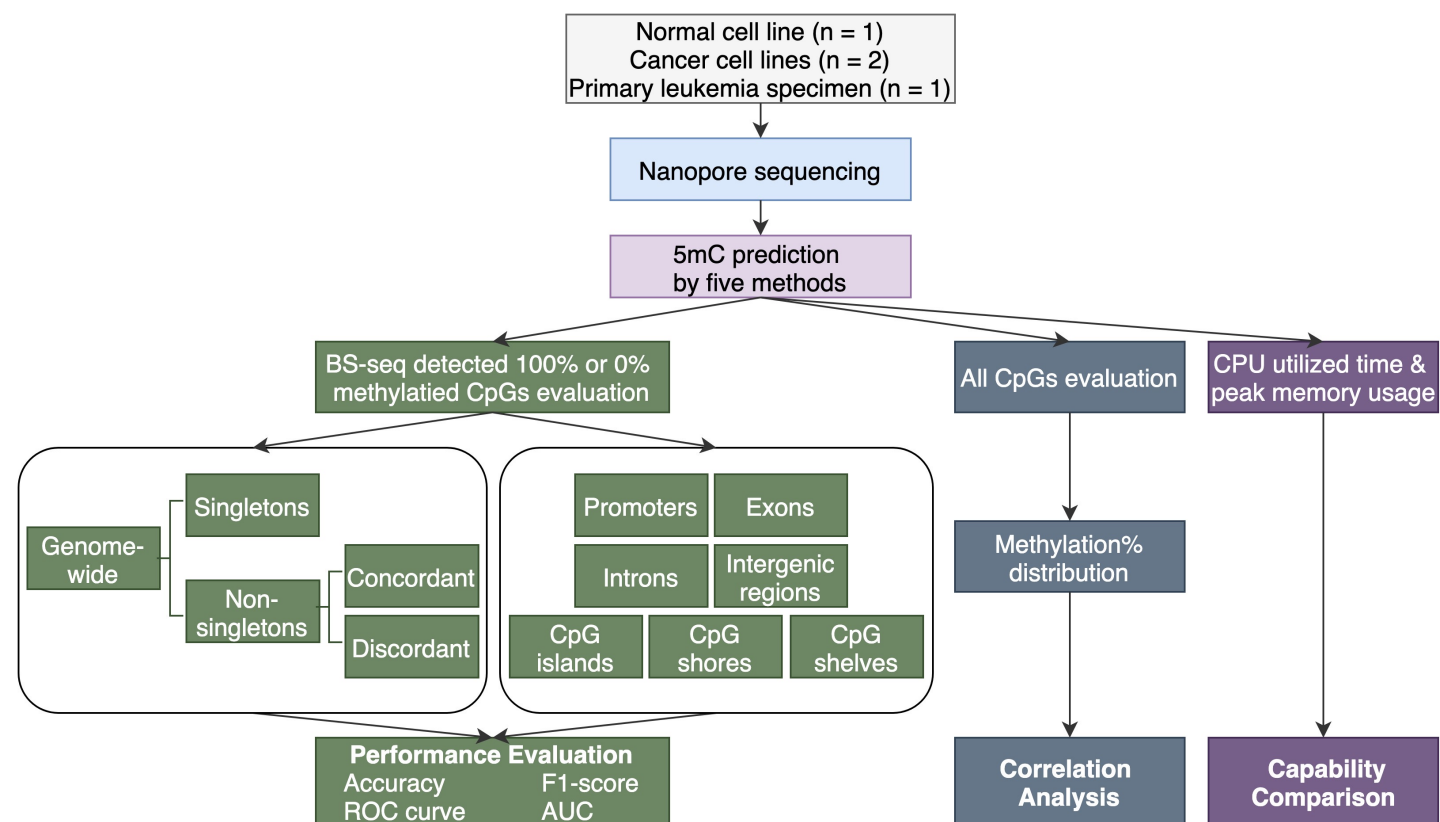 Normal cell line (n = 1)
Cancer cell lines (n = 2)
Primary leukemia specimen (n = 1)
Nanopore sequencing
5mC prediction
by five methods
BS-seq detected 100% or 0%
methylatied CpGs evaluation
All CpGs evaluation
CPU utilized time &
peak memory usage
Genome-
wide
Singletons
Non-
singletons
Concordant
Discordant
Promoters
Exons
Introns
Intergenic
regions
CpG
islands
CpG
shores
CpG
shelves
Methylation%
distribution
Performance Evaluation
Accuracy F1-score
ROC curve AUC
Correlation
Analysis
Capability
Comparison